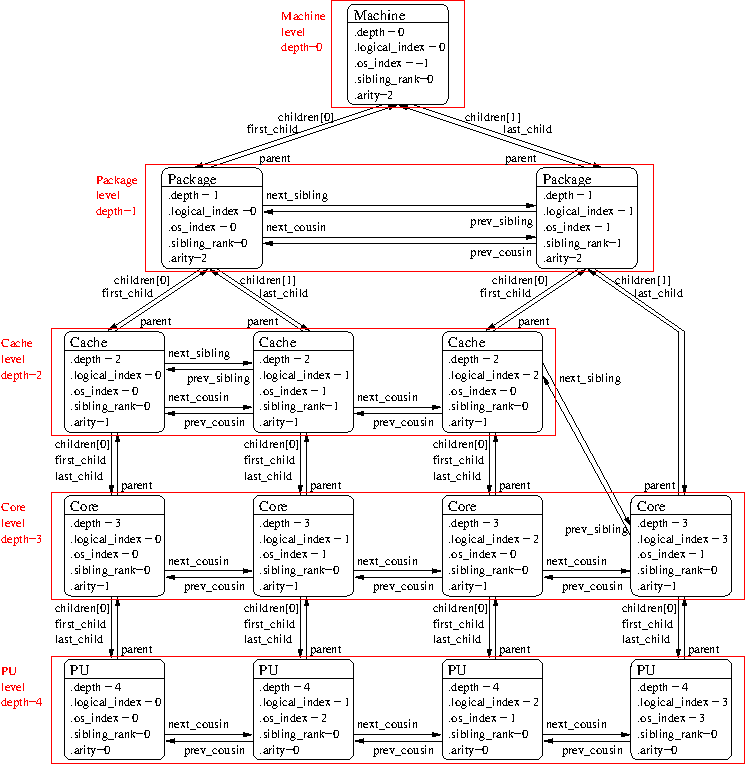 Machine
level
depth=0
Machine
.depth=0
.logical_index=0
.os_index=-1
.sibling_rank=0
.arity=2
children[0]
first_child
children[1]
last_child
parent
parent
Package
level
depth=1
Package
.depth=1
.logical_index=0
.os_index=0
.sibling_rank=0
.arity=2
next_sibling
prev_sibling
next_cousin
prev_cousin
Package
.depth=1
.logical_index=1
.os_index=1
.sibling_rank=1
.arity=2
children[0]
first_child
children[1]
last_child
children[0]
first_child
children[1]
last_child
parent
parent
parent
Cache
level
depth=2
Cache
.depth=2
.logical_index=0
.os_index=0
.sibling_rank=0
.arity=1
next_sibling
prev_sibling
next_cousin
prev_cousin
Cache
.depth=2
.logical_index=1
.os_index=1
.sibling_rank=1
.arity=1
next_cousin
prev_cousin
Cache
.depth=2
.logical_index=2
.os_index=0
.sibling_rank=0
.arity=1
next_sibling
prev_sibling
children[0]
first_child
last_child
parent
children[0]
first_child
last_child
parent
children[0]
first_child
last_child
parent
parent
Core
level
depth=3
Core
.depth=3
.logical_index=0
.os_index=0
.sibling_rank=0
.arity=1
next_cousin
prev_cousin
Core
.depth=3
.logical_index=1
.os_index=1
.sibling_rank=0
.arity=1
next_cousin
prev_cousin
Core
.depth=3
.logical_index=2
.os_index=0
.sibling_rank=0
.arity=1
next_cousin
prev_cousin
Core
.depth=3
.logical_index=3
.os_index=1
.sibling_rank=0
.arity=1
children[0]
first_child
last_child
parent
children[0]
first_child
last_child
parent
children[0]
first_child
last_child
parent
children[0]
first_child
last_child
parent
PU
level
depth=4
PU
.depth=4
.logical_index=0
.os_index=0
.sibling_rank=0
.arity=0
next_cousin
prev_cousin
PU
.depth=4
.logical_index=1
.os_index=2
.sibling_rank=0
.arity=0
next_cousin
prev_cousin
PU
.depth=4
.logical_index=2
.os_index=1
.sibling_rank=0
.arity=0
next_cousin
prev_cousin
PU
.depth=4
.logical_index=3
.os_index=3
.sibling_rank=0
.arity=0